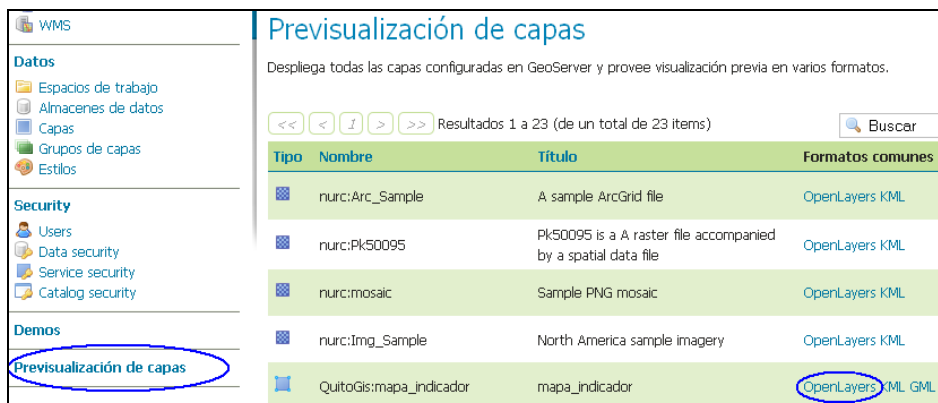 WMS
Datos
Espacios de trabajo
Almacenes de datos
Capas
Grupos de capas
Estilos
Security
Users
Data security
Service security
Catalog security
Demos
Previsualización de capas
Previsualización de capas
Despliega todas las capas configuradas en GeoServer y provee visualización previa en varios formatos.
<< < 1 > >> Resultados 1 a 23 (de un total de 23 items) Buscar
Tipo Nombre Título Formatos comunes
nurc:Arc_Sample A sample ArcGrid file OpenLayers KML
nurc:Pk50095 Pk50095 is a A raster file accompanied by a spatial data file OpenLayers KML
nurc:mosaic Sample PNG mosaic OpenLayers KML
nurc:Img_Sample North America sample imagery OpenLayers KML
QuitoGis:mapa_indicador mapa_indicador OpenLayers KML GML